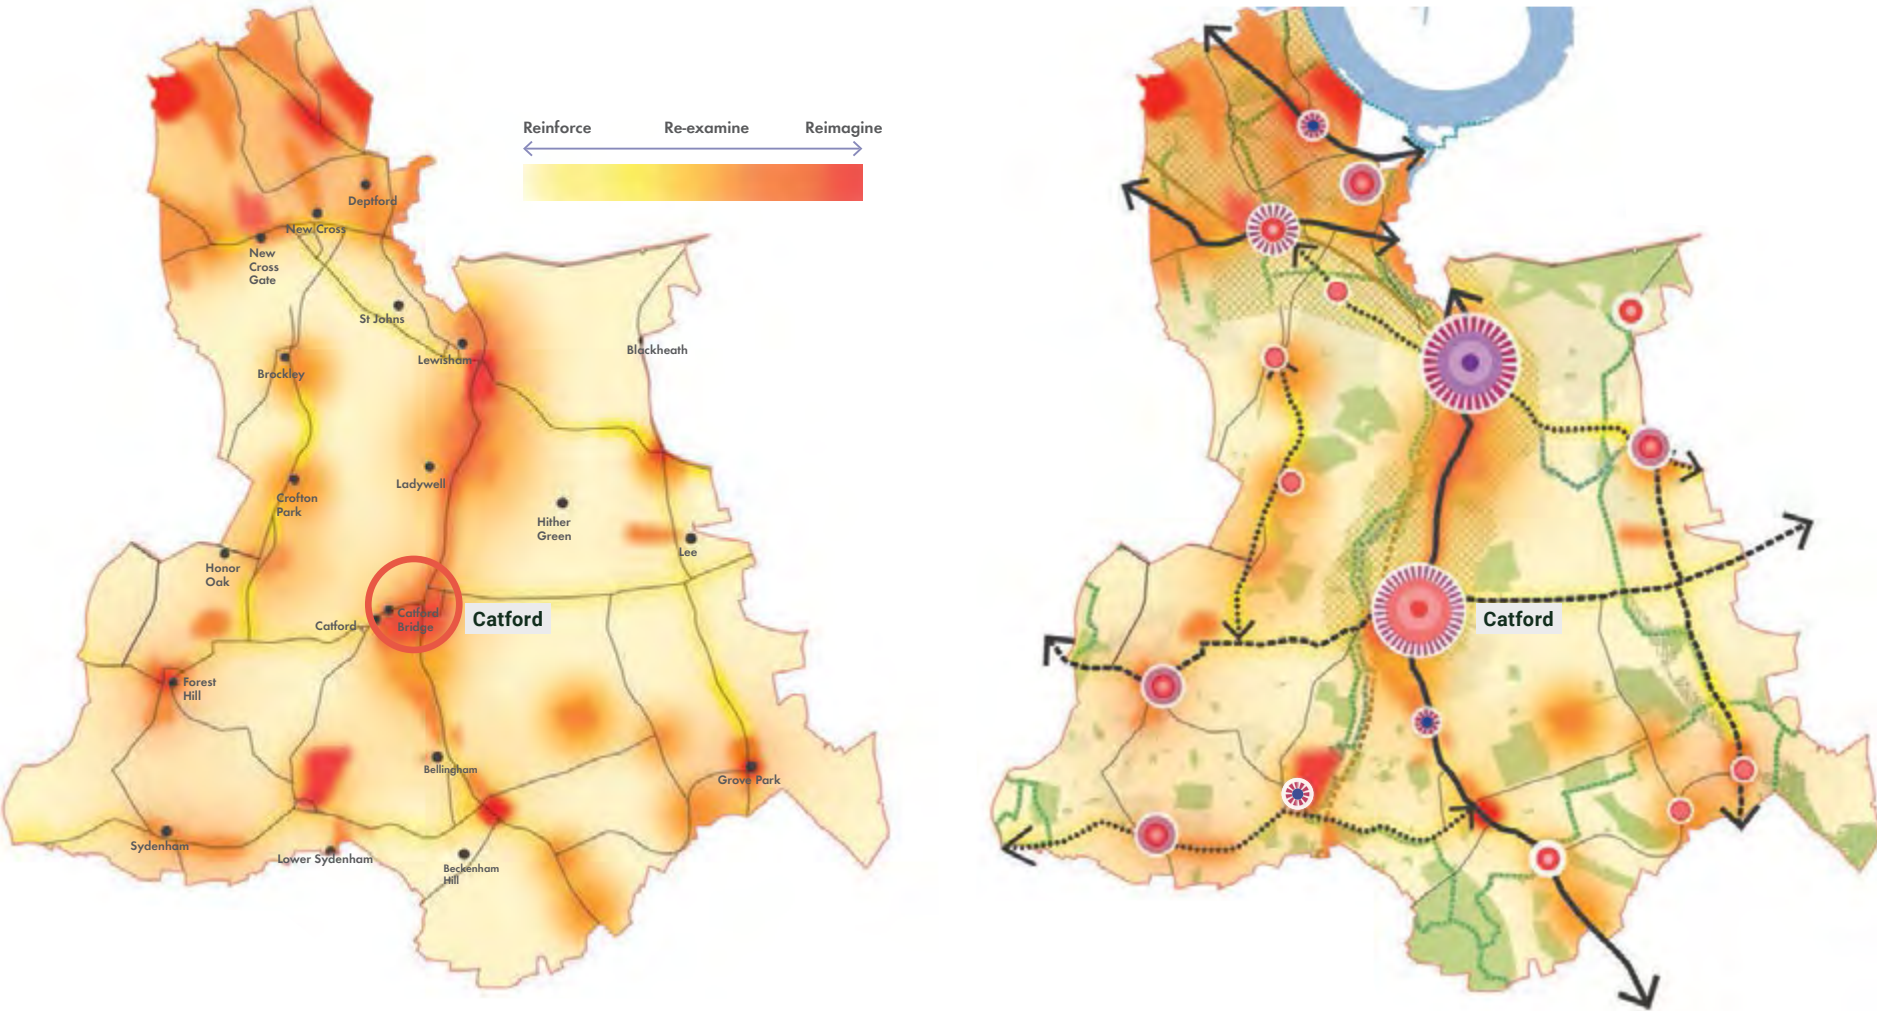 Reinforce
Re-examine
Reimagine
Deptford
New Cross
New
Cross
Gate
St Johns
Lewisham
Blackheath
Brockley
Ladywell
Crofton
Park
Hither
Green
Lee
Honor
Oak
Catford
Bridge
Catford
Catford
Forest
Hill
Bellingham
Grove Park
Sydenham
Lower Sydenham
Beckenham
Hill
Catford